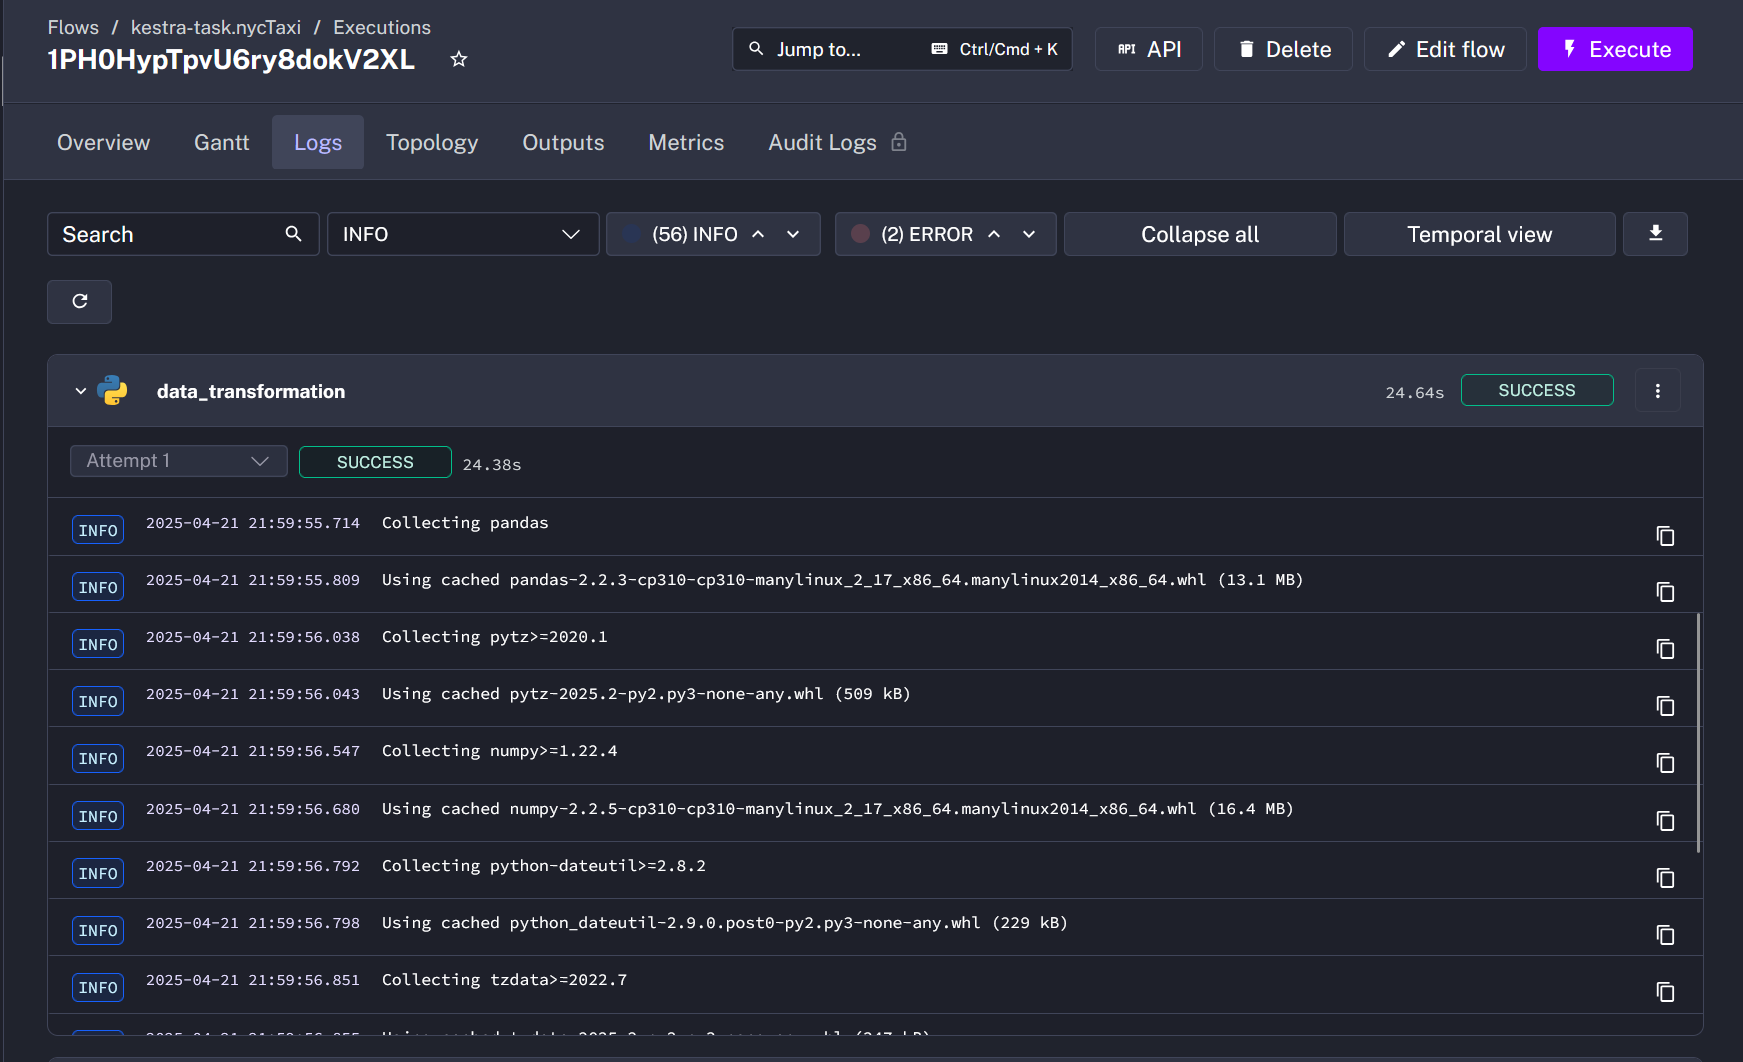 Flows / kestra-task.nycTaxi / Executions
1PH0HypTpvU6ry8dokV2XL
Jump to... Ctrl/Cmd + K
API API
Delete
Edit flow
Execute
Overview Gantt Logs Topology Outputs Metrics Audit Logs
Search
INFO
(56) INFO
(2) ERROR
Collapse all
Temporal view
data_transformation 24.64s SUCCESS
Attempt 1 SUCCESS 24.38s
INFO 2025-04-21 21:59:55.714 Collecting pandas
INFO 2025-04-21 21:59:55.809 Using cached pandas-2.2.3-cp310-cp310-manylinux_2_17_x86_64.manylinux2014_x86_64.whl (13.1 MB)
INFO 2025-04-21 21:59:56.038 Collecting pytz>=2020.1
INFO 2025-04-21 21:59:56.043 Using cached pytz-2025.2-py2.py3-none-any.whl (509 kB)
INFO 2025-04-21 21:59:56.547 Collecting numpy>=1.22.4
INFO 2025-04-21 21:59:56.680 Using cached numpy-2.2.5-cp310-cp310-manylinux_2_17_x86_64.manylinux2014_x86_64.whl (16.4 MB)
INFO 2025-04-21 21:59:56.792 Collecting python-dateutil>=2.8.2
INFO 2025-04-21 21:59:56.798 Using cached python_dateutil-2.9.0.post0-py2.py3-none-any.whl (229 kB)
INFO 2025-04-21 21:59:56.851 Collecting tzdata>=2022.7